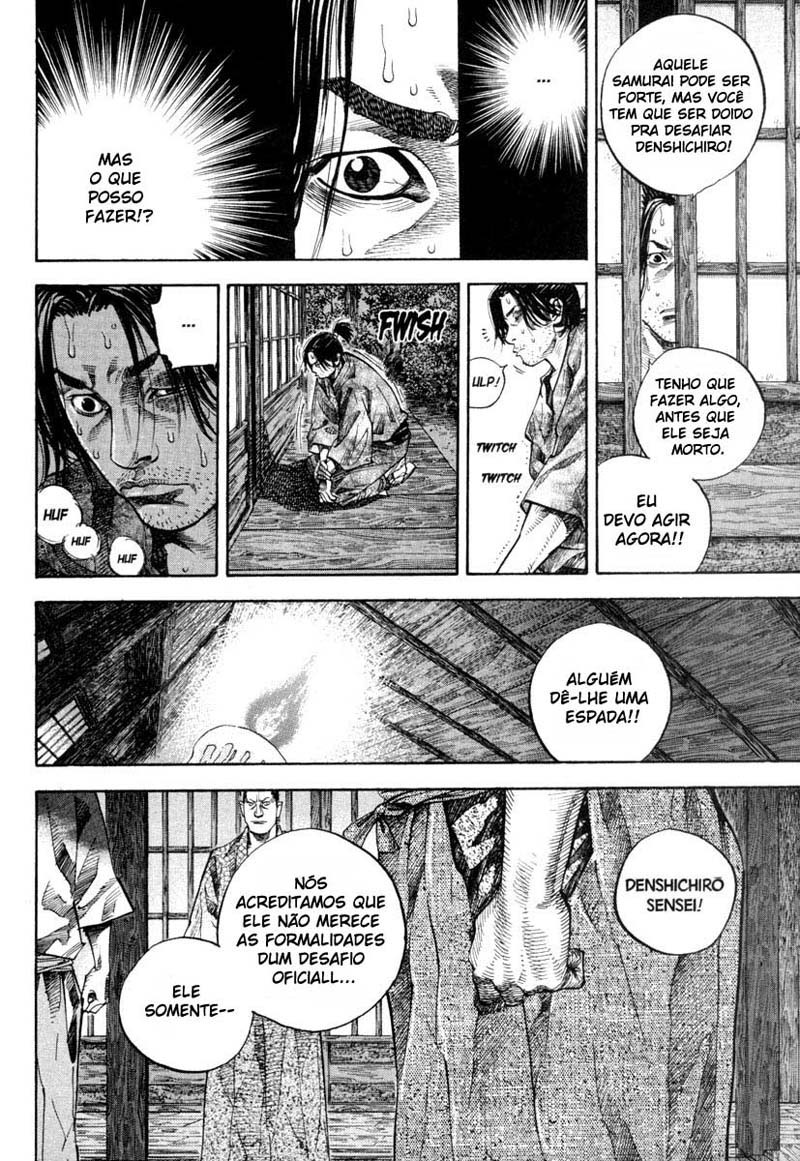 AQUELE
SAMURAI PODE SER
FORTE, MAS VOCÊ
TEM QUE SER DOIDO
PRA DESAFIAR
DENSHICHIRO!
TENHO QUE
FAZER ALGO,
ANTES QUE
ELE SEJA
MORTO.
EU
DEVO AGIR
AGORA!!
...
MAS
O QUE
POSSO
FAZER!?
ULP!
TWITCH
TWITCH
FWISH
...
HUF
HUF
HUF
ALGUÉM
DÊ-LHE UMA
ESPADA!!
DENSHICHIRŌ
SENSEI!
NÓS
ACREDITAMOS QUE
ELE NÃO MERECE
AS FORMALIDADES
DUM DESAFIO
OFICIALL...
ELE
SOMENTE--